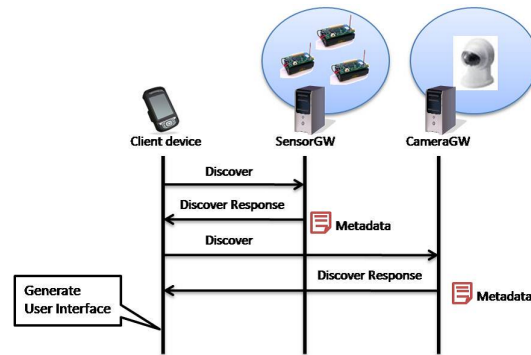 Client device
SensorGW
CameraGW
Discover
Discover Response
Metadata
Discover
Discover Response
Metadata
Generate
User Interface